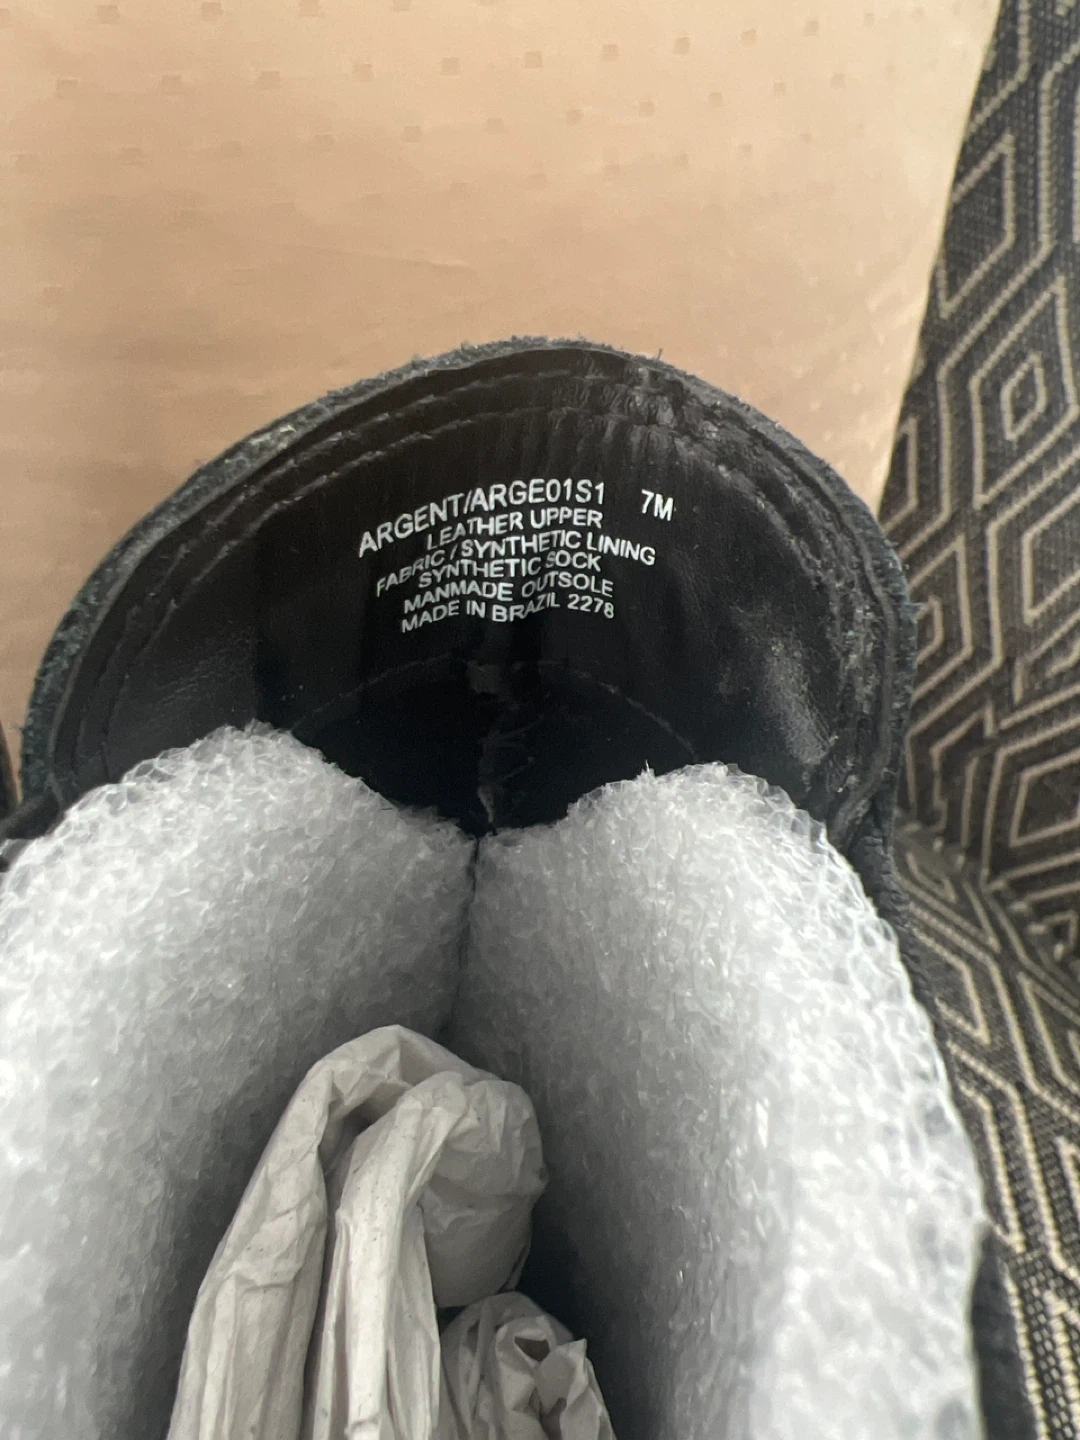 ARGENT/ARGE01S1 7M
LEATHER UPPER
FABRIC / SYNTHETIC LINING
SYNTHETIC SOCK
MANMADE OUTSOLE
MADE IN BRAZIL 2278